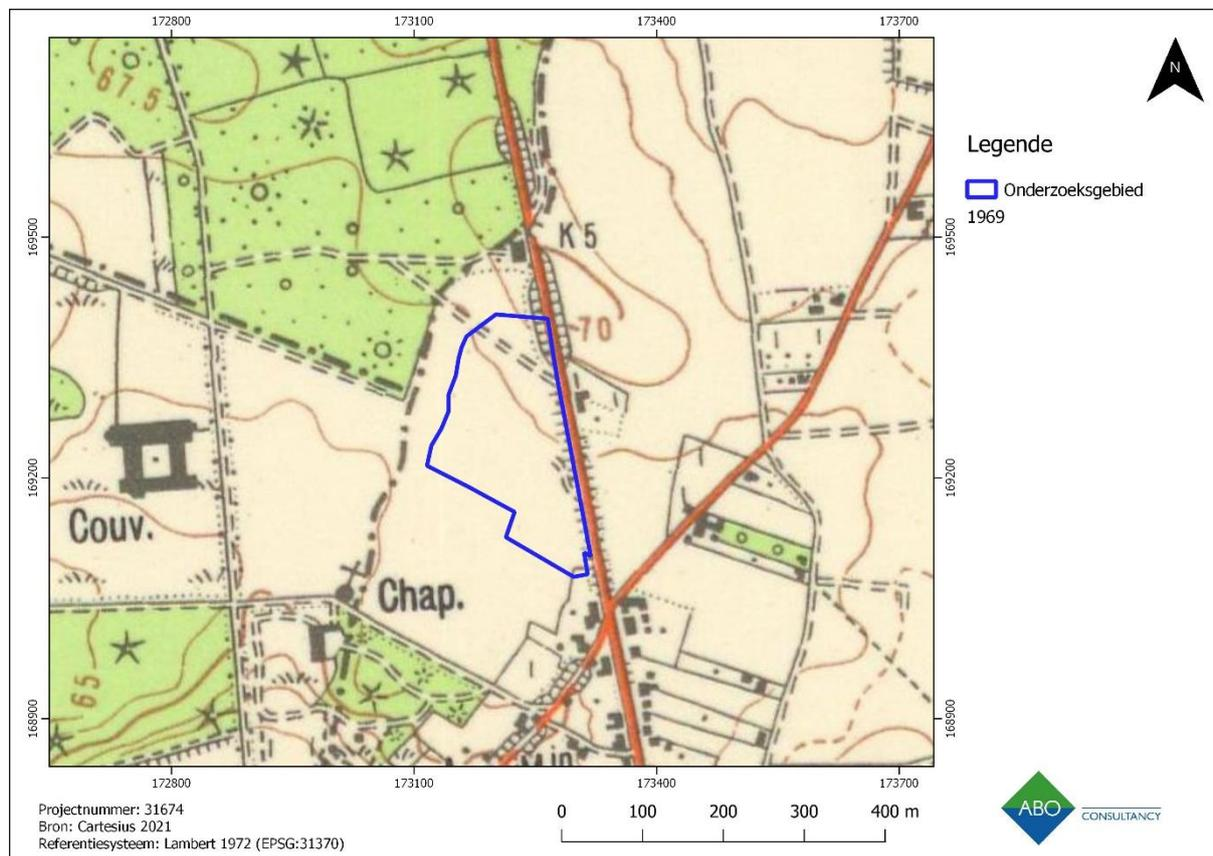 172800 173100 173400 173700
N
67.5
Legende
Onderzoeksgebied
1969
169500 169500
K 5
70
169200 169200
Couv.
Chap.
65
168900 168900
172800 173100 173400 173700
Projectnummer: 31674
Bron: Cartesius 2021
Referentiesysteem: Lambert 1972 (EPSG:31370)
0 100 200 300 400 m
ABO
CONSULTANCY